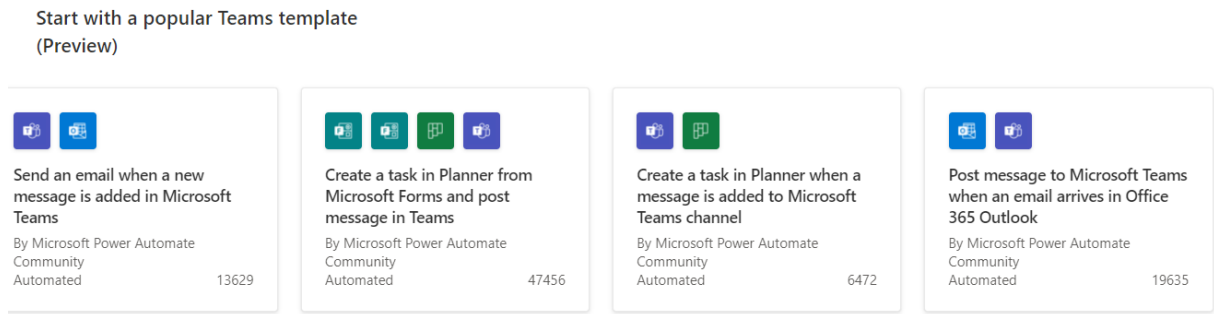 Start with a popular Teams template
(Preview)
Send an email when a new
message is added in Microsoft
Teams
By Microsoft Power Automate
Community
Automated 13629
Create a task in Planner from
Microsoft Forms and post
message in Teams
By Microsoft Power Automate
Community
Automated 47456
Create a task in Planner when a
message is added to Microsoft
Teams channel
By Microsoft Power Automate
Community
Automated 6472
Post message to Microsoft Teams
when an email arrives in Office
365 Outlook
By Microsoft Power Automate
Community
Automated 19635